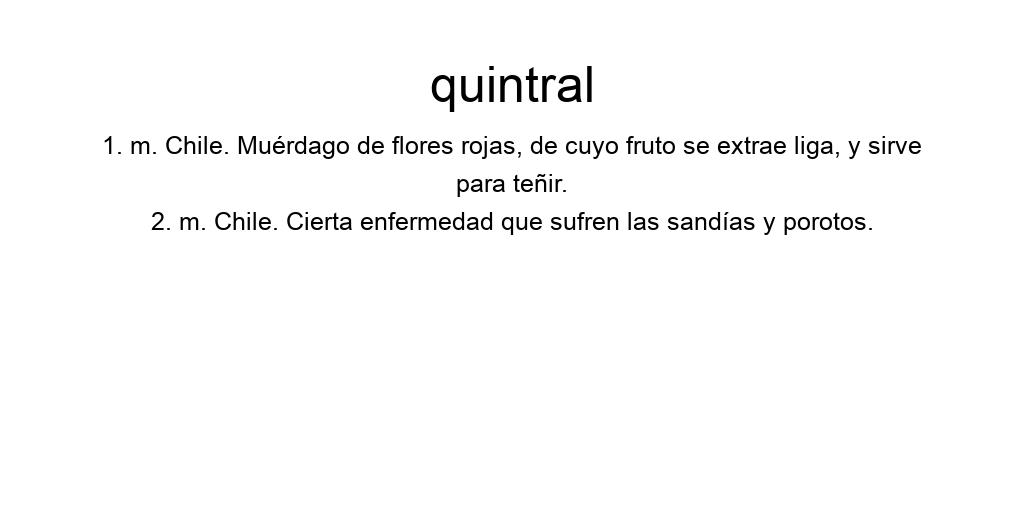 quintral
1. m. Chile. Muérdago de flores rojas, de cuyo fruto se extrae liga, y sirve
para teñir.
2. m. Chile. Cierta enfermedad que sufren las sandías y porotos.